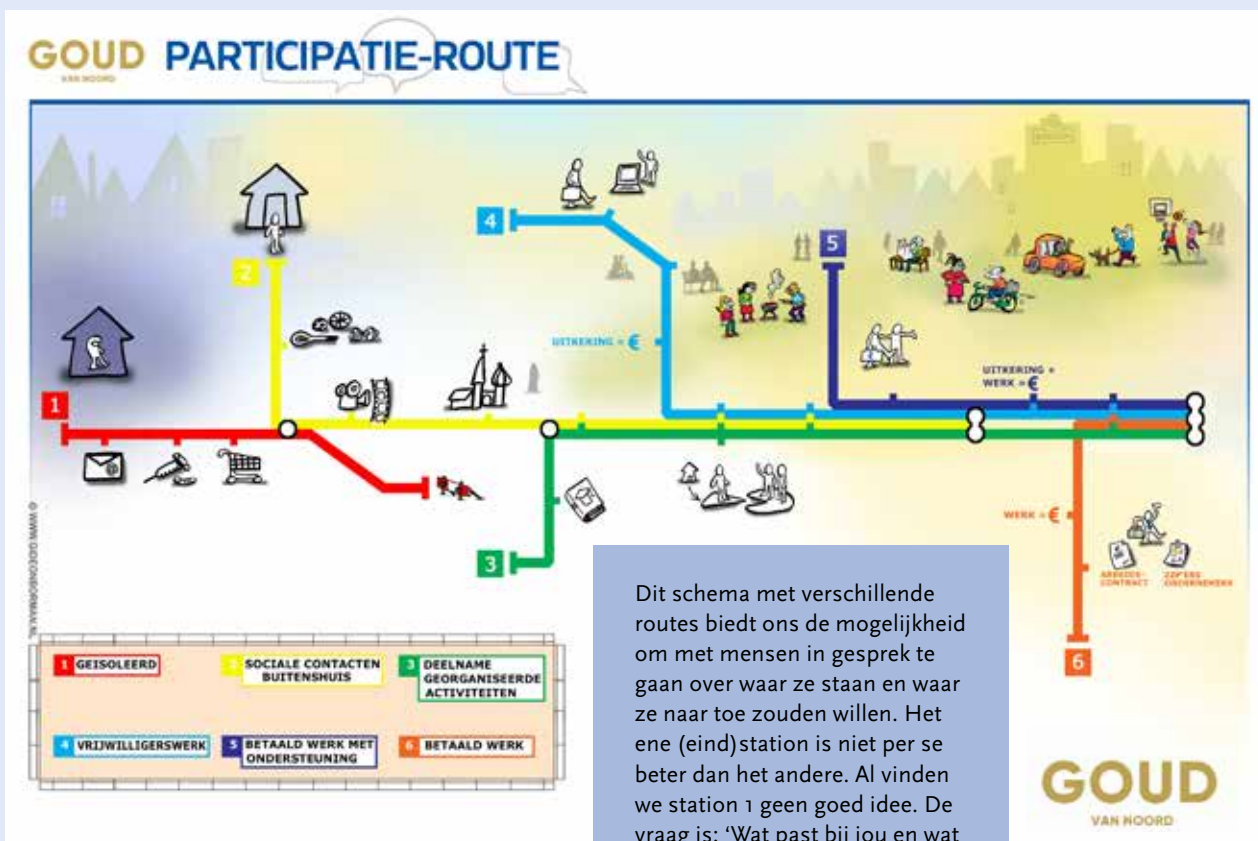 GOUD
VAN NOORD
PARTICIPATIE-ROUTE
4
5
2
UITKERING = €
UITKERING +
WERK = €
1
WERK = €
3
ARBEIDS-
CONTRACT
ZZP'ERS
ONDERNEMERS
6
© WWW.GIDEONBORMAN.NL
1 GEISOLEERD
2 SOCIALE CONTACTEN
BUITENSHUIS
3 DEELNAME
GEORGANISEERDE
ACTIVITEITEN
4 VRIJWILLIGERSWERK
5 BETAALD WERK MET
ONDERSTEUNING
6 BETAALD WERK
Dit schema met verschillende
routes biedt ons de mogelijkheid
om met mensen in gesprek te
gaan over waar ze staan en waar
ze naar toe zouden willen. Het
ene (eind)station is niet per se
beter dan het andere. Al vinden
we station 1 geen goed idee. De
vraag is: 'Wat past bij jou en wat
GOUD
VAN NOORD